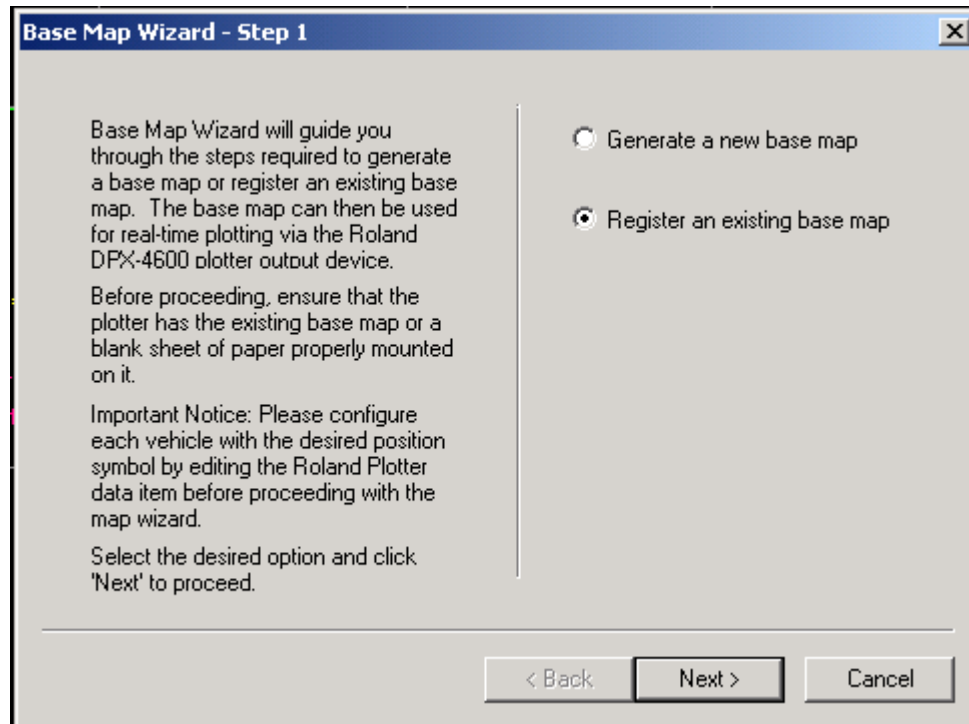 Base Map Wizard - Step 1
Base Map Wizard will guide you
through the steps required to generate
a base map or register an existing base
map. The base map can then be used
for real-time plotting via the Roland
DPX-4600 plotter output device.
Before proceeding, ensure that the
plotter has the existing base map or a
blank sheet of paper properly mounted
on it.
Important Notice: Please configure
each vehicle with the desired position
symbol by editing the Roland Plotter
data item before proceeding with the
map wizard.
Select the desired option and click
'Next' to proceed.
Generate a new base map
Register an existing base map
< Back
Next >
Cancel